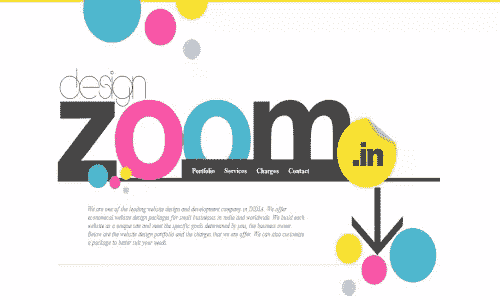 design
zoom
.in
Portfolio Services Charges Contact
We are one of the leading website design and development company in INDIA. We offer
economical website design packages for small businesses in india and worldwide. We build each
website as a unique site and meet the specific goals determined by you, the business owner.
Below are the website design portfolio and the charges that we are offer. We can also customize
a package to better suit your needs.